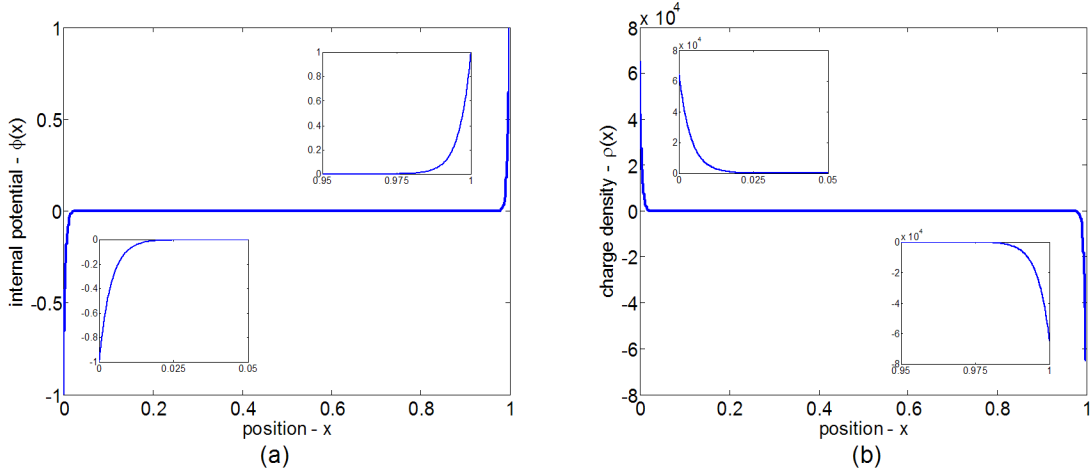 1
0.5
0
-0.5
-1
internal potential - ϕ(x)
0 0.2 0.4 0.6 0.8 1
position - x
(a)
1
0.8
0.6
0.4
0.2
0
0.95 0.975 1
0
-0.2
-0.4
-0.6
-0.8
-1
0 0.025 0.05
8 x 10^4
6
4
2
0
-2
-4
-6
-8
charge density - ρ(x)
0 0.2 0.4 0.6 0.8 1
position - x
(b)
8 x 10^4
6
4
2
0
0 0.025 0.05
0 x 10^4
-2
-4
-6
-8
0.95 0.975 1